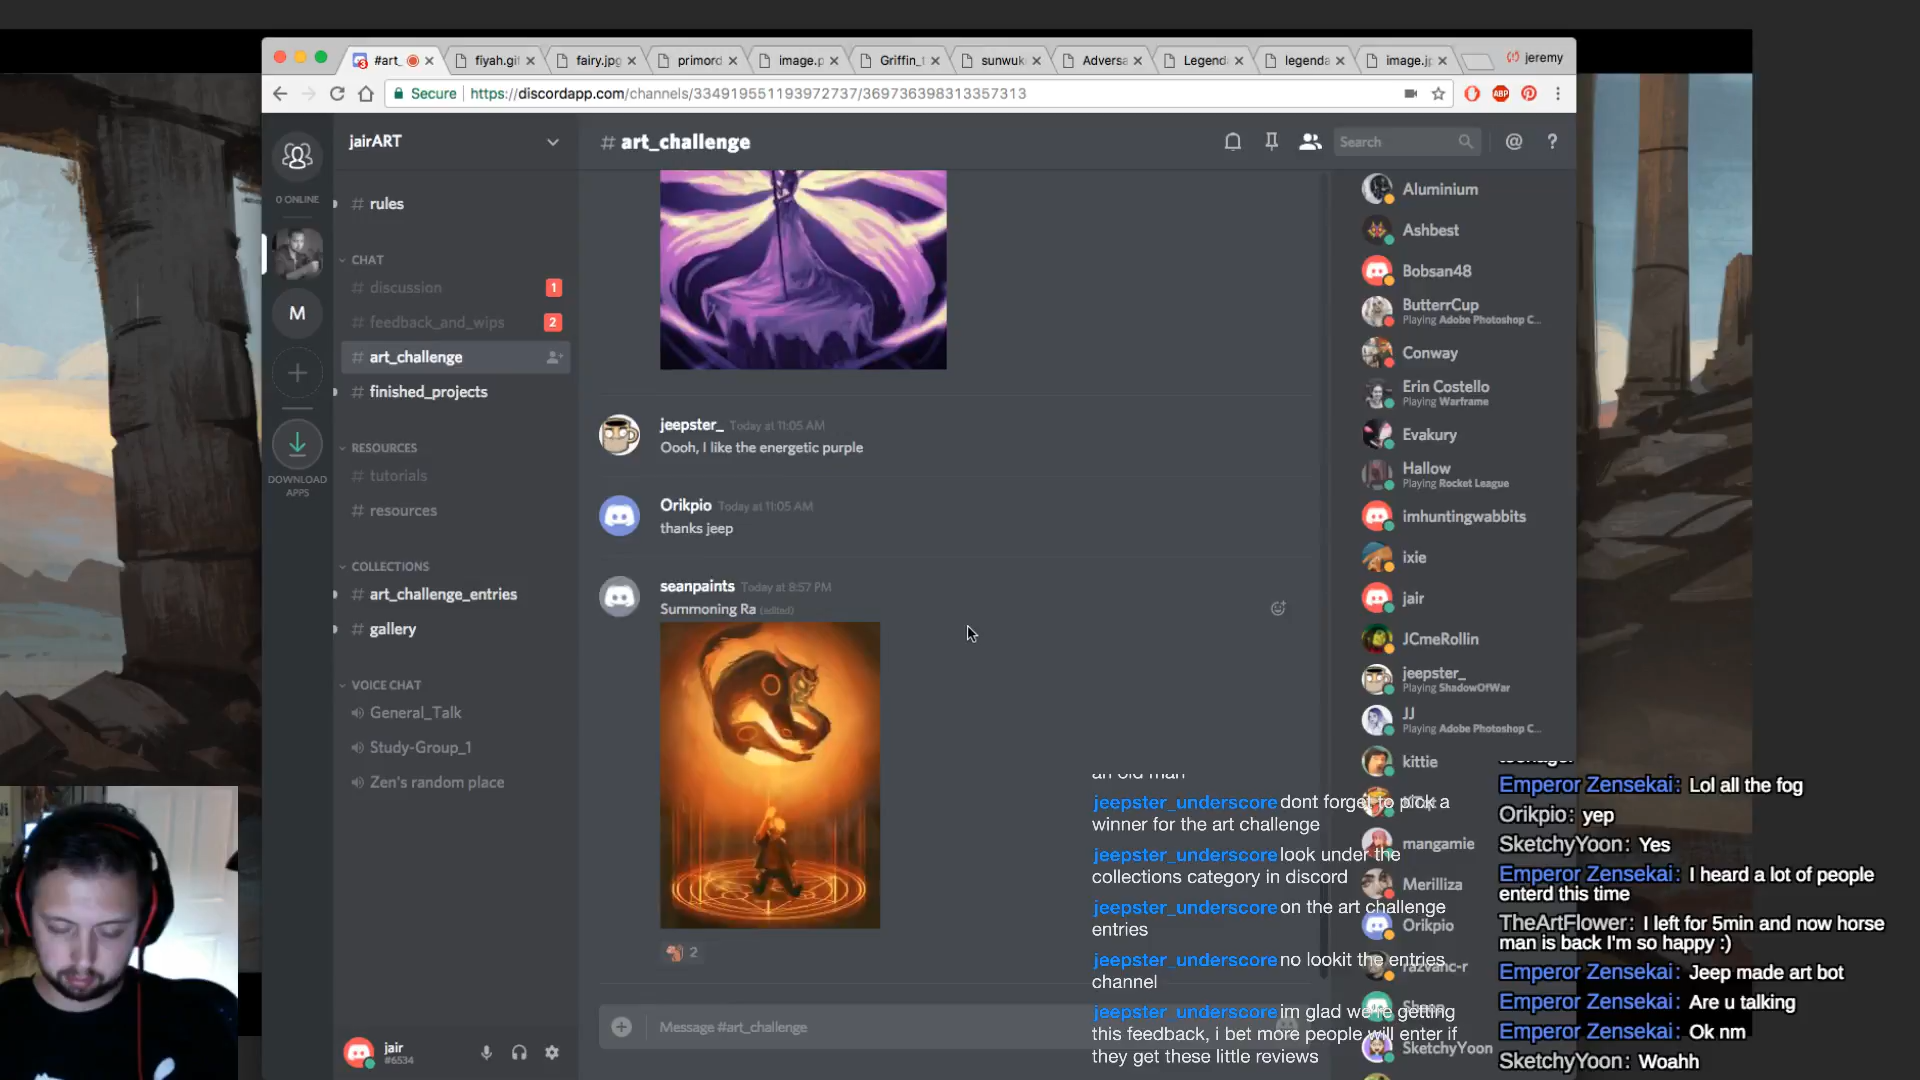 #art_
fiyah.gi
fairy.jpg
primord
image.p
Griffin_
sunwuk
Adversa
Legend
legenda
image.j
jeremy
Secure
https://discordapp.com/channels/334919551193972737/369736398313357313
ABP
jairART
# art_challenge
Search
0 ONLINE
M
DOWNLOAD
APPS
# rules
CHAT
# discussion
1
# feedback_and_wips
2
# art_challenge
# finished_projects
RESOURCES
# tutorials
# resources
COLLECTIONS
# art_challenge_entries
# gallery
VOICE CHAT
General_Talk
Study-Group_1
Zen's random place
jair
#6534
jeepster_ Today at 11:05 AM
Oooh, I like the energetic purple
Orikpio Today at 11:05 AM
thanks jeep
seanpaints Today at 8:57 PM
Summoning Ra (edited)
2
Message #art_challenge
Aluminium
Ashbest
Bobsan48
ButterrCup
Playing Adobe Photoshop C...
Conway
Erin Costello
Playing Warframe
Evakury
Hallow
Playing Rocket League
imhuntingwabbits
ixie
jair
JCmeRollin
jeepster_
Playing ShadowOfWar
JJ
Playing Adobe Photoshop C...
kittie
mangamie
Merilliza
Orikpio
razvanc-r
SketchyYoon
an old man
jeepster_underscore dont forget to pick a
winner for the art challenge
jeepster_underscore look under the
collections category in discord
jeepster_underscore on the art challenge
entries
jeepster_underscore no lookit the entries
channel
jeepster_underscore im glad we're getting
this feedback, i bet more people will enter if
they get these little reviews
Emperor Zensekai: Lol all the fog
Orikpio: yep
SketchyYoon: Yes
Emperor Zensekai: I heard a lot of people
enterd this time
TheArtFlower: I left for 5min and now horse
man is back I'm so happy :)
Emperor Zensekai: Jeep made art bot
Emperor Zensekai: Are u talking
Emperor Zensekai: Ok nm
SketchyYoon: Woahh